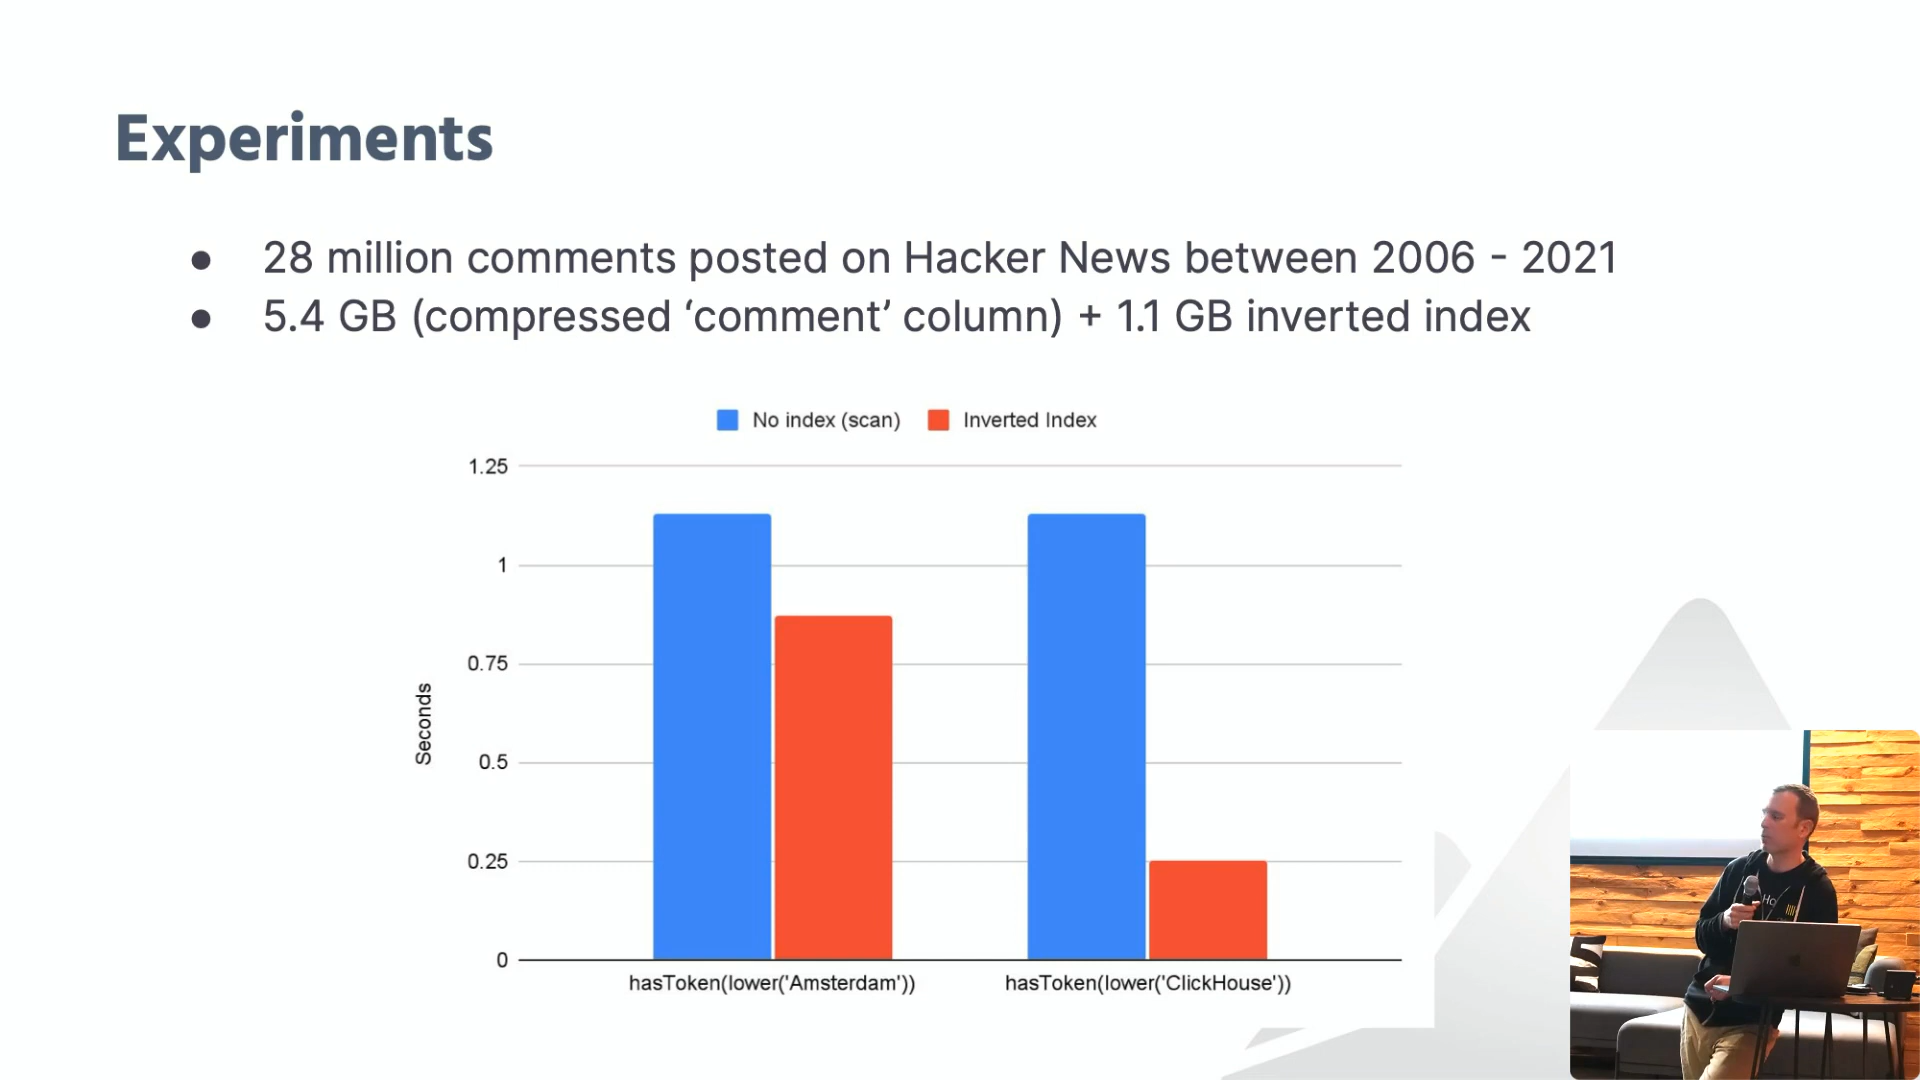 Experiments
● 28 million comments posted on Hacker News between 2006 - 2021
● 5.4 GB (compressed ‘comment’ column) + 1.1 GB inverted index
No index (scan) Inverted Index
1.25
1
0.75
0.5
0.25
0
Seconds
hasToken(lower('Amsterdam')) hasToken(lower('ClickHouse'))